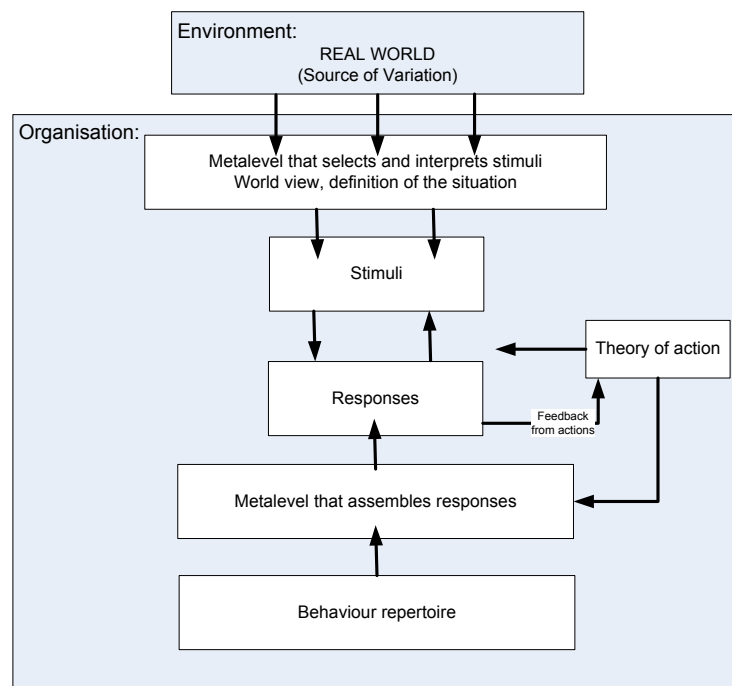 Environment:
REAL WORLD
(Source of Variation)
Organisation:
Metalevel that selects and interprets stimuli
World view, definition of the situation
Stimuli
Theory of action
Responses
Feedback
from actions
Metalevel that assembles responses
Behaviour repertoire